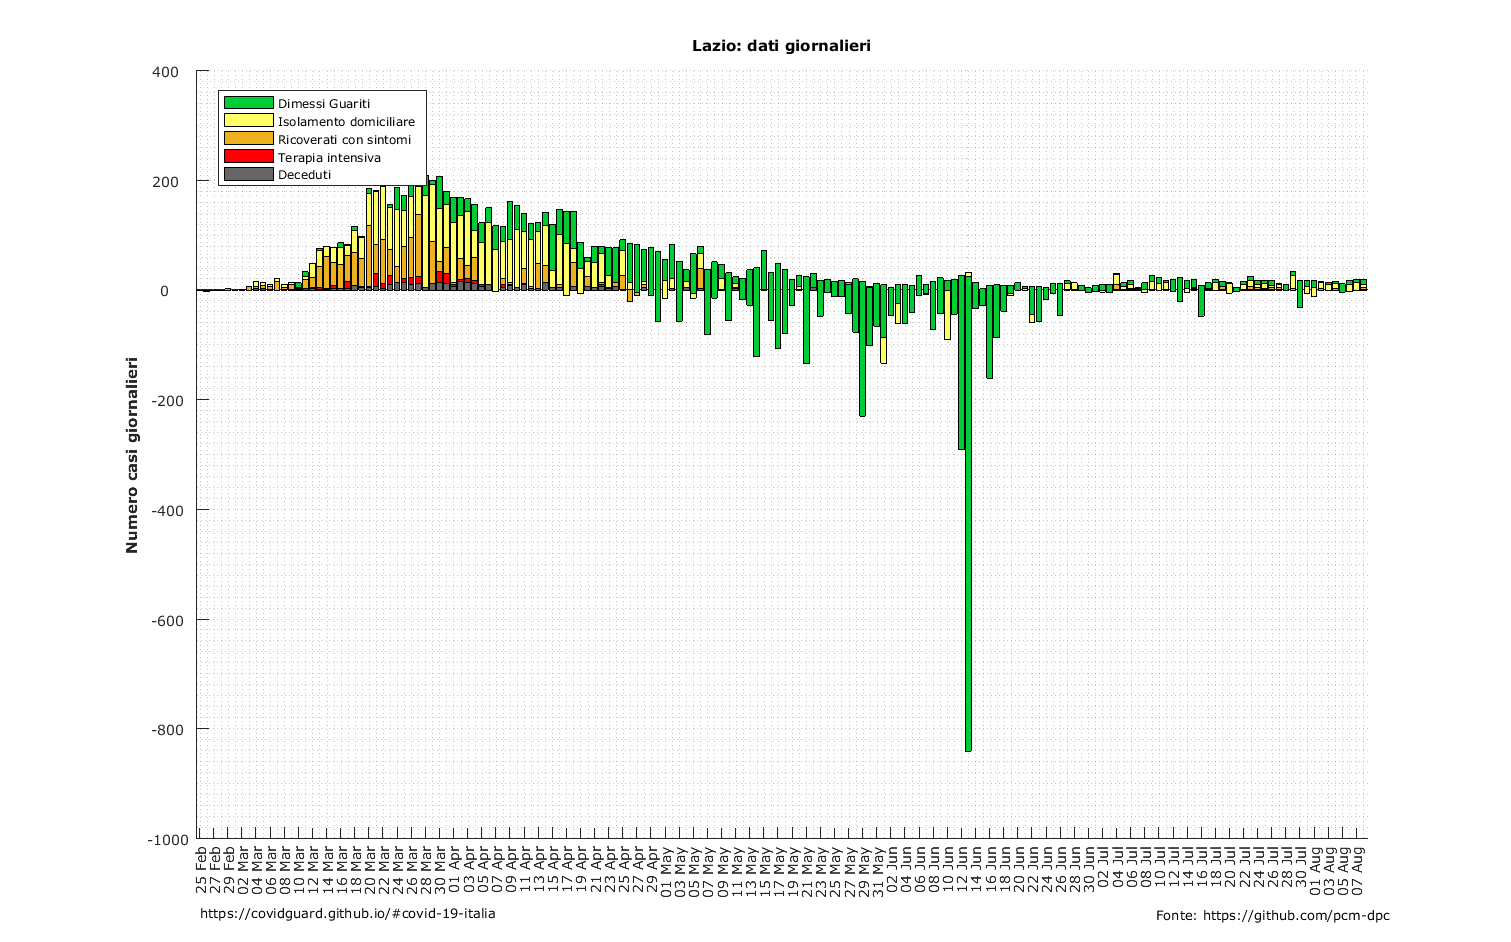 Lazio: dati giornalieri
400
200
0
-200
-400
-600
-800
-1000
Numero casi giornalieri
Dimessi Guariti
Isolamento domiciliare
Ricoverati con sintomi
Terapia intensiva
Deceduti
25 Feb
27 Feb
29 Feb
02 Mar
04 Mar
06 Mar
08 Mar
10 Mar
12 Mar
14 Mar
16 Mar
18 Mar
20 Mar
22 Mar
24 Mar
26 Mar
28 Mar
30 Mar
01 Apr
03 Apr
05 Apr
07 Apr
09 Apr
11 Apr
13 Apr
15 Apr
17 Apr
19 Apr
21 Apr
23 Apr
25 Apr
27 Apr
29 Apr
01 May
03 May
05 May
07 May
09 May
11 May
13 May
15 May
17 May
19 May
21 May
23 May
25 May
27 May
29 May
31 May
02 Jun
04 Jun
06 Jun
08 Jun
10 Jun
12 Jun
14 Jun
16 Jun
18 Jun
20 Jun
22 Jun
24 Jun
26 Jun
28 Jun
30 Jun
02 Jul
04 Jul
06 Jul
08 Jul
10 Jul
12 Jul
14 Jul
16 Jul
18 Jul
20 Jul
22 Jul
24 Jul
26 Jul
28 Jul
30 Jul
01 Aug
03 Aug
05 Aug
07 Aug
https://covidguard.github.io/#covid-19-italia
Fonte: https://github.com/pcm-dpc